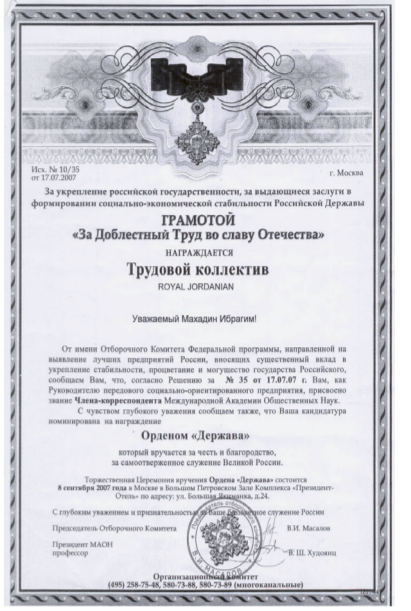 Исх. № 10/35
от 17.07.2007
г. Москва
За укрепление российской государственности, за выдающиеся заслуги в
формировании социально-экономической стабильности Российской Державы
ГРАМОТОЙ
«За Доблестный Труд во славу Отечества»
НАГРАЖДАЕТСЯ
Трудовой коллектив
ROYAL JORDANIAN
Уважаемый Махадин Ибрагим!
От имени Отборочного Комитета Федеральной программы, направленной на
выявление лучших предприятий России, вносящих существенный вклад в
укрепление стабильности, процветание и могущество государства Российского,
сообщаем Вам, что, согласно Решению за № 35 от 17.07.07 г. Вам, как
Руководителю передового социально-ориентированного предприятия, присвоено
звание Члена-корреспондента Международной Академии Общественных Наук.
С чувством глубокого уважения сообщаем также, что Ваша кандидатура
номинирована на награждение
Орденом «Держава»
который вручается за честь и благородство,
за самоотверженное служение Великой России.
Торжественная Церемония вручения Ордена «Держава» состоится
8 сентября 2007 года в Москве в Большом Петровском Зале Комплекса «Президент-
Отель» по адресу: ул. Большая Якиманка, д.24.
С глубоким уважением и признательностью за Ваше служение России
Председатель Отборочного Комитета
В.И. Масалов
Президент МАОН
профессор
В. Ш. Худоянц
Организационный комитет
(495) 258-75-48, 580-73-88, 580-73-89 (многоканальные)